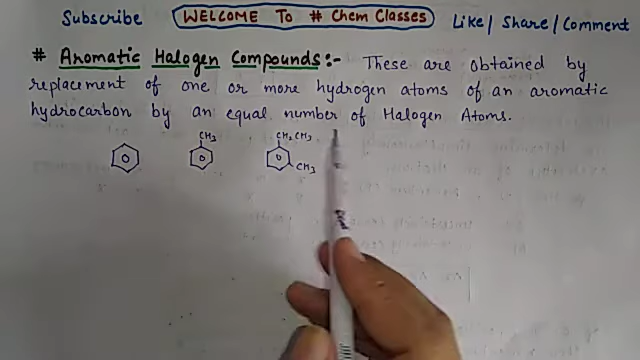 Subscribe WELCOME To # Chem Classes Like / Share / Comment
# Aromatic Halogen Compounds :- These are obtained by
replacement of one or more hydrogen atoms of an aromatic
hydrocarbon by an equal number of Halogen Atoms.
CH3 CH2CH3
CH3